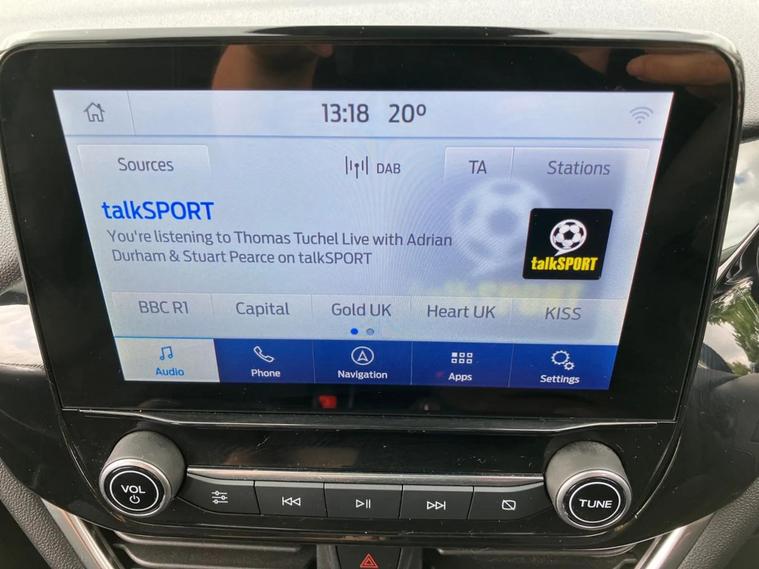 13:18 20°
Sources DAB TA Stations
talkSPORT
You're listening to Thomas Tuchel Live with Adrian
Durham & Stuart Pearce on talkSPORT
talkSPORT
BBC R1 Capital Gold UK Heart UK KISS
Audio Phone Navigation Apps Settings
VOL TUNE